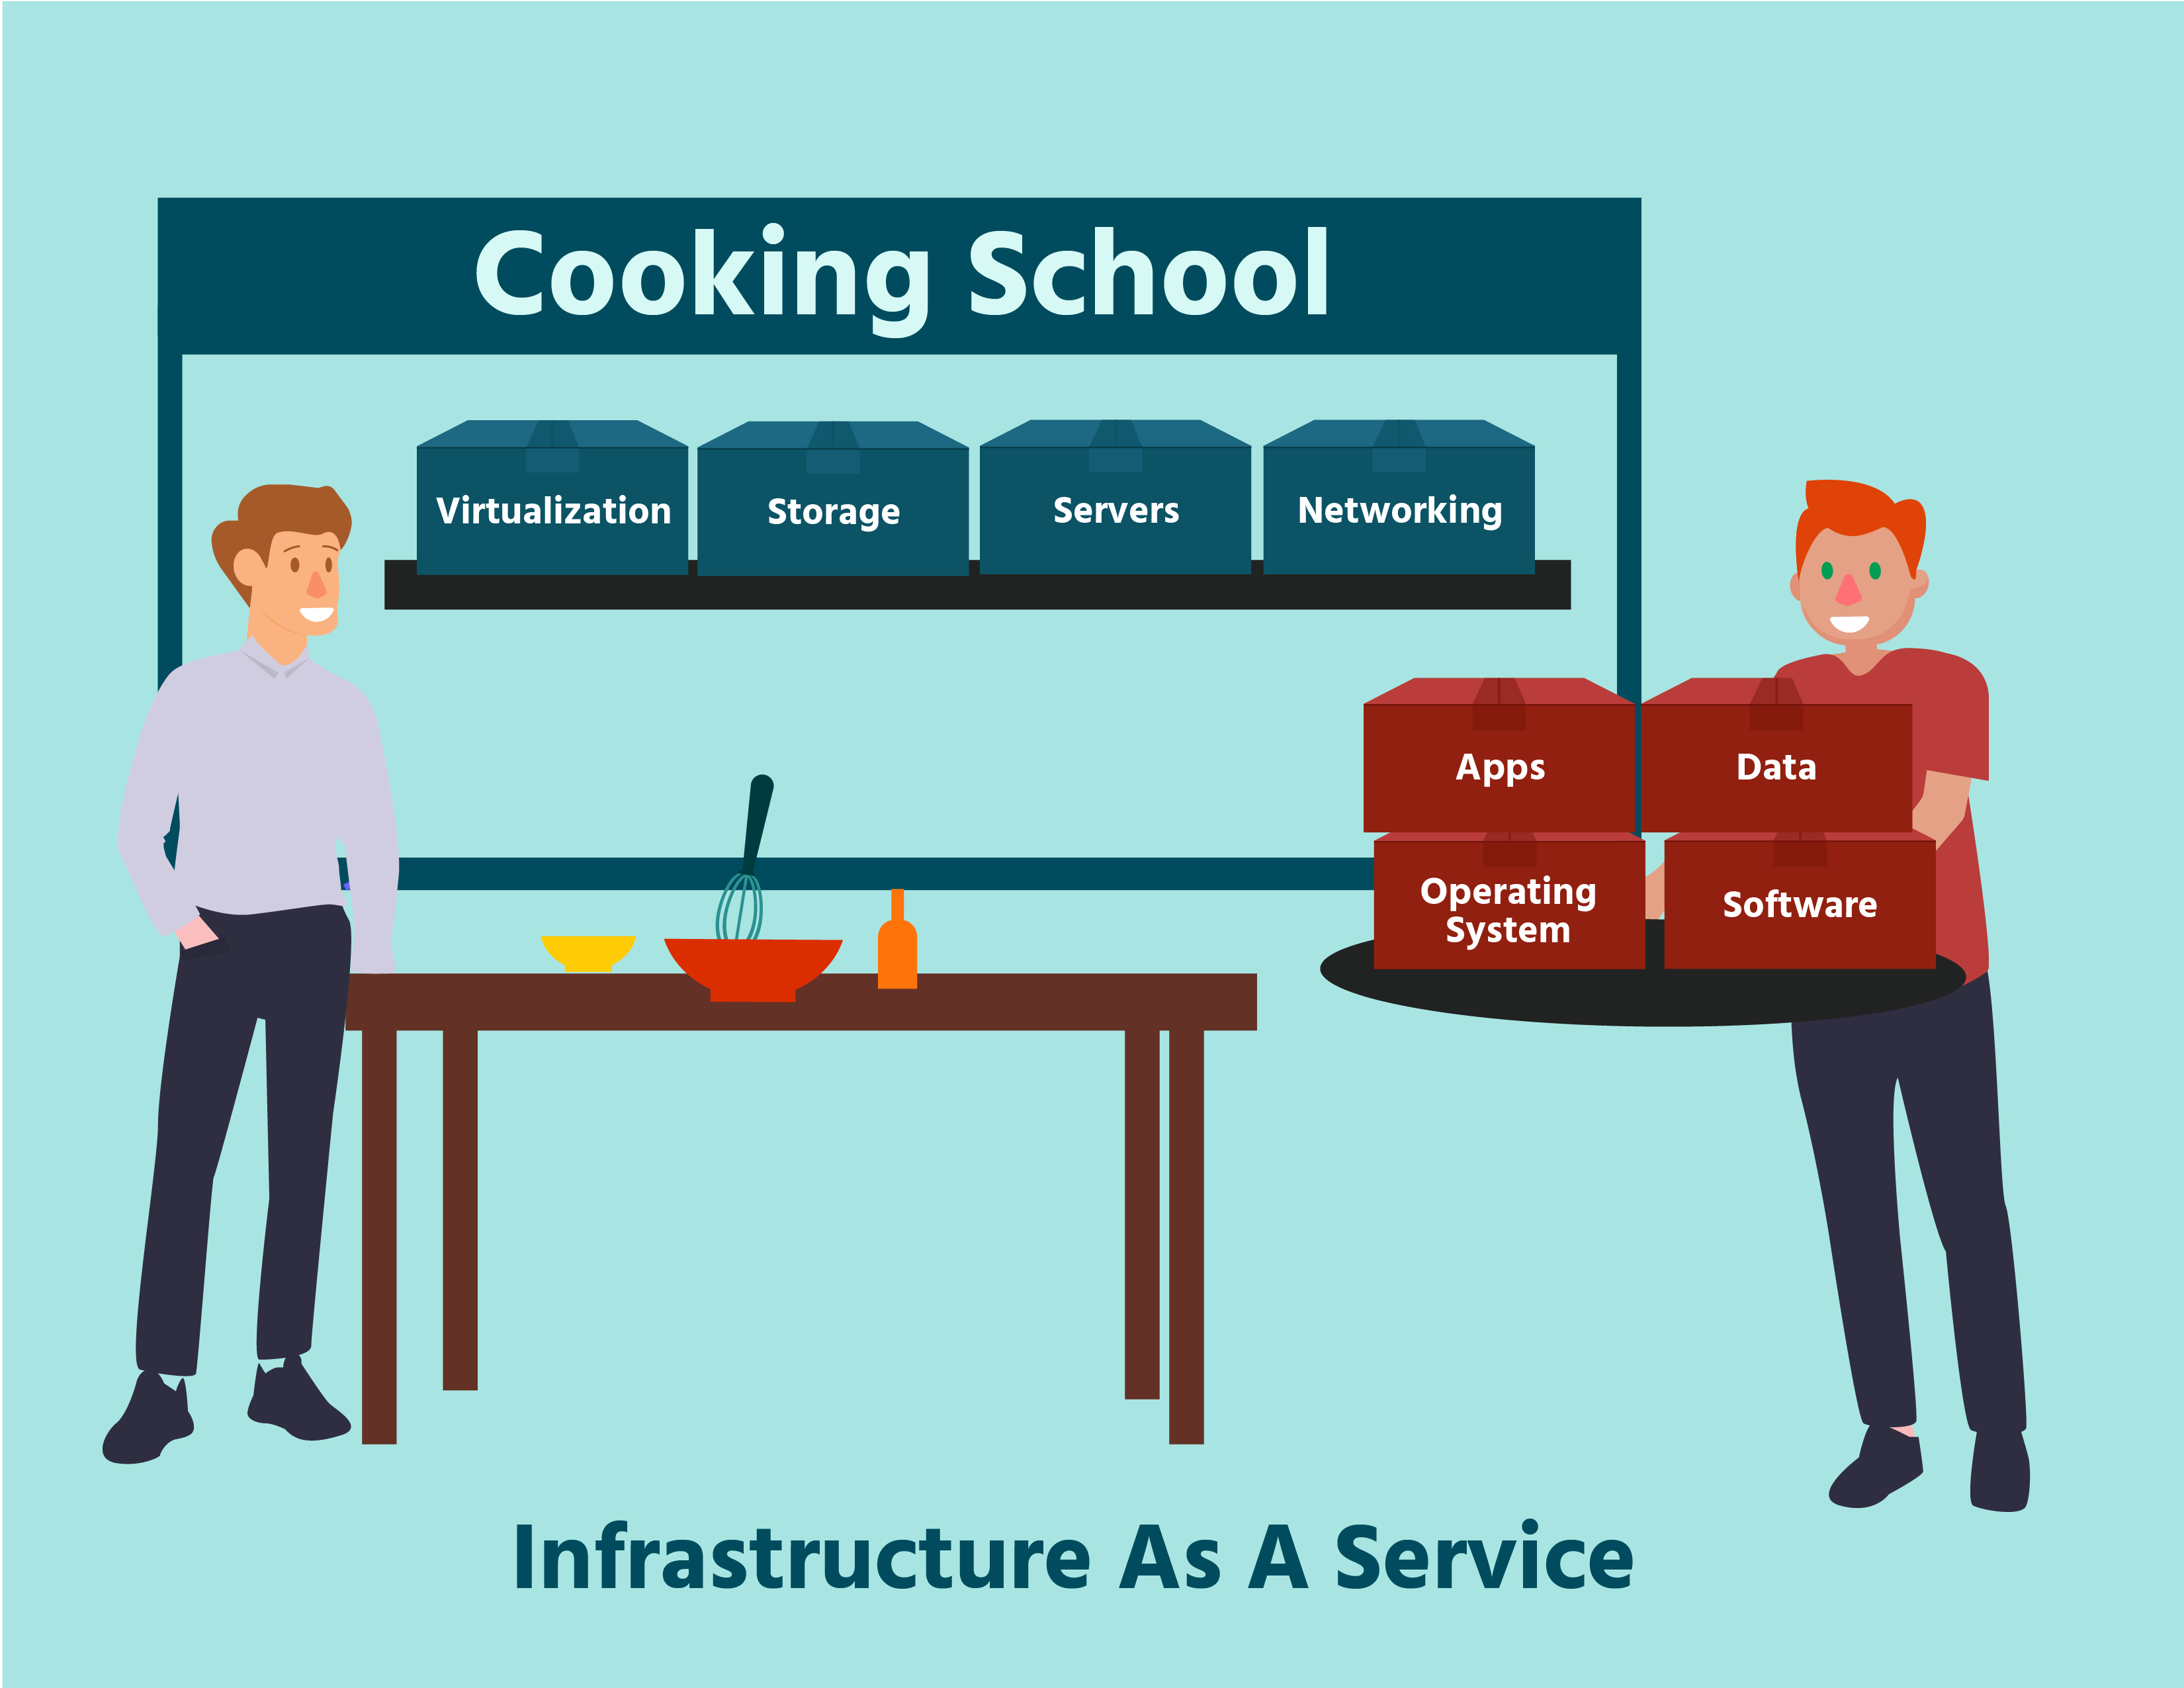 Cooking School
Virtualization
Storage
Servers
Networking
Apps
Data
Operating
System
Software
Infrastructure As A Service